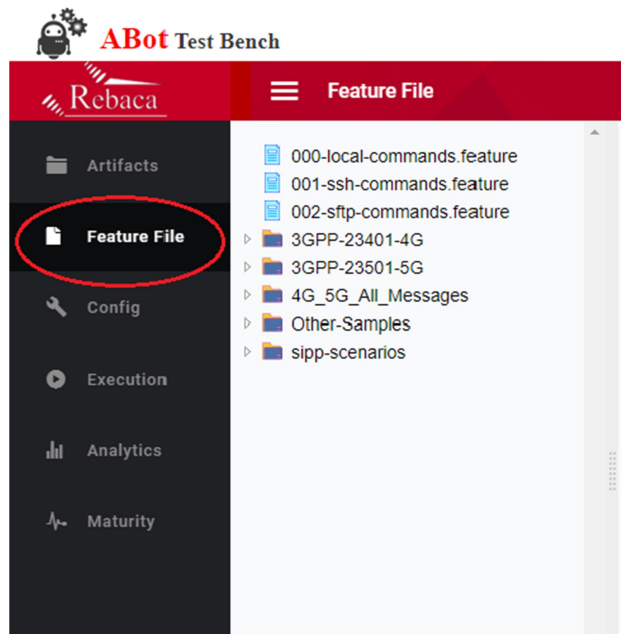 ABot Test Bench
Rebaca
Feature File
Artifacts
Feature File
Config
Execution
Analytics
Maturity
000-local-commands.feature
001-ssh-commands.feature
002-sftp-commands.feature
3GPP-23401-4G
3GPP-23501-5G
4G_5G_All_Messages
Other-Samples
sipp-scenarios